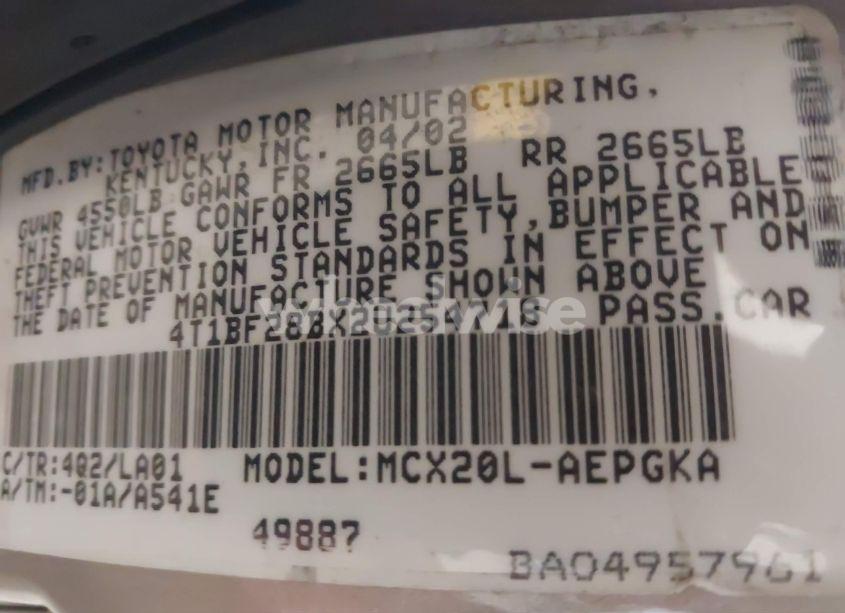 MFD.BY:TOYOTA MOTOR MANUFACTURING,
KENTUCKY,INC. 04/02
GVWR 4550LB GAWR FR 2665LB RR 2665LB
THIS VEHICLE CONFORMS TO ALL APPLICABLE
FEDERAL MOTOR VEHICLE SAFETY,BUMPER AND
THEFT PREVENTION STANDARDS IN EFFECT ON
THE DATE OF MANUFACTURE SHOWN ABOVE
PASS.CAR
C/TR:4Q2/LA01 MODEL:MCX20L-AEPGKA
A/TM:-01A/A541E
49887
BA04957961
wheelwise